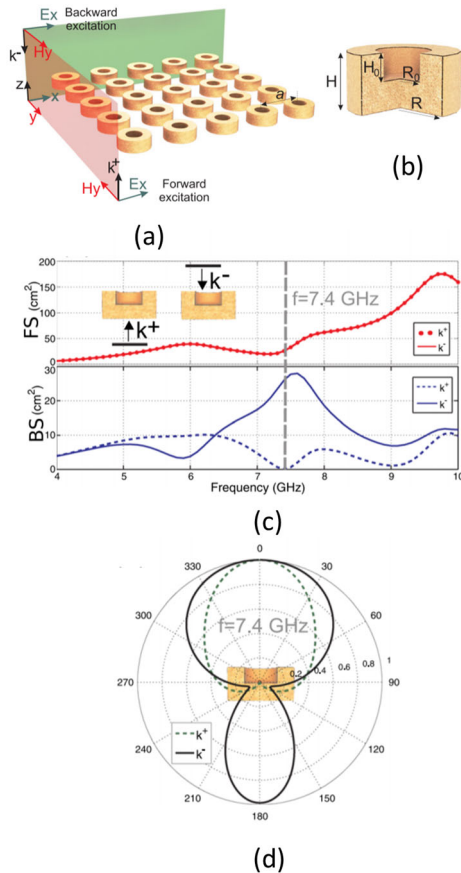 Ex Backward excitation
k-
Hy
z
x
y
a
k+
Hy
Ex Forward excitation
(a)
H
H0
R0
R
(b)
FS (cm2)
200
150
100
50
0
k-
k+
f=7.4 GHz
k+
k-
BS (cm2)
30
20
10
0
k+
k-
4 5 6 7 8 9 10
Frequency (GHz)
(c)
0
330 30
300 60
f=7.4 GHz
0.2 0.4 0.6 0.8 1
270 90
k+
k-
240 120
210 150
180
(d)